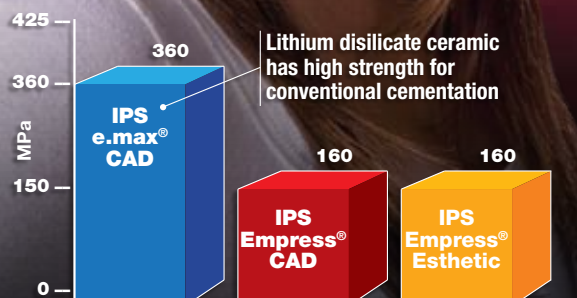 425
360
Lithium disilicate ceramic
has high strength for
conventional cementation
360
IPS
e.max®
CAD
MPa
160
160
150
IPS
Empress®
CAD
IPS
Empress®
Esthetic
0